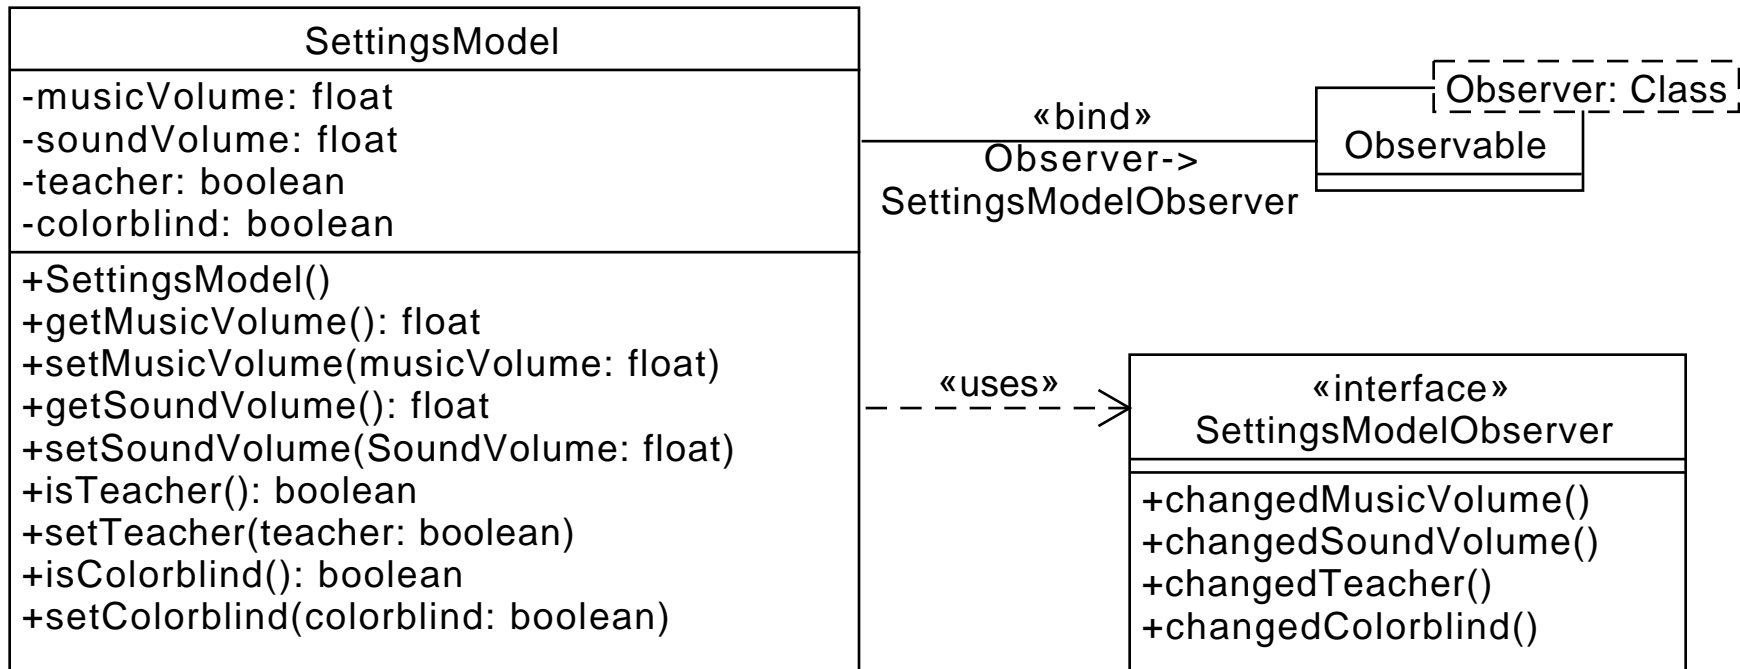 SettingsModel
-musicVolume: float
-soundVolume: float
-teacher: boolean
-colorblind: boolean
+SettingsModel()
+getMusicVolume(): float
+setMusicVolume(musicVolume: float)
+getSoundVolume(): float
+setSoundVolume(SoundVolume: float)
+isTeacher(): boolean
+setTeacher(teacher: boolean)
+isColorblind(): boolean
+setColorblind(colorblind: boolean)
«bind»
Observer->
SettingsModelObserver
Observer: Class
Observable
«uses»
«interface»
SettingsModelObserver
+changedMusicVolume()
+changedSoundVolume()
+changedTeacher()
+changedColorblind()